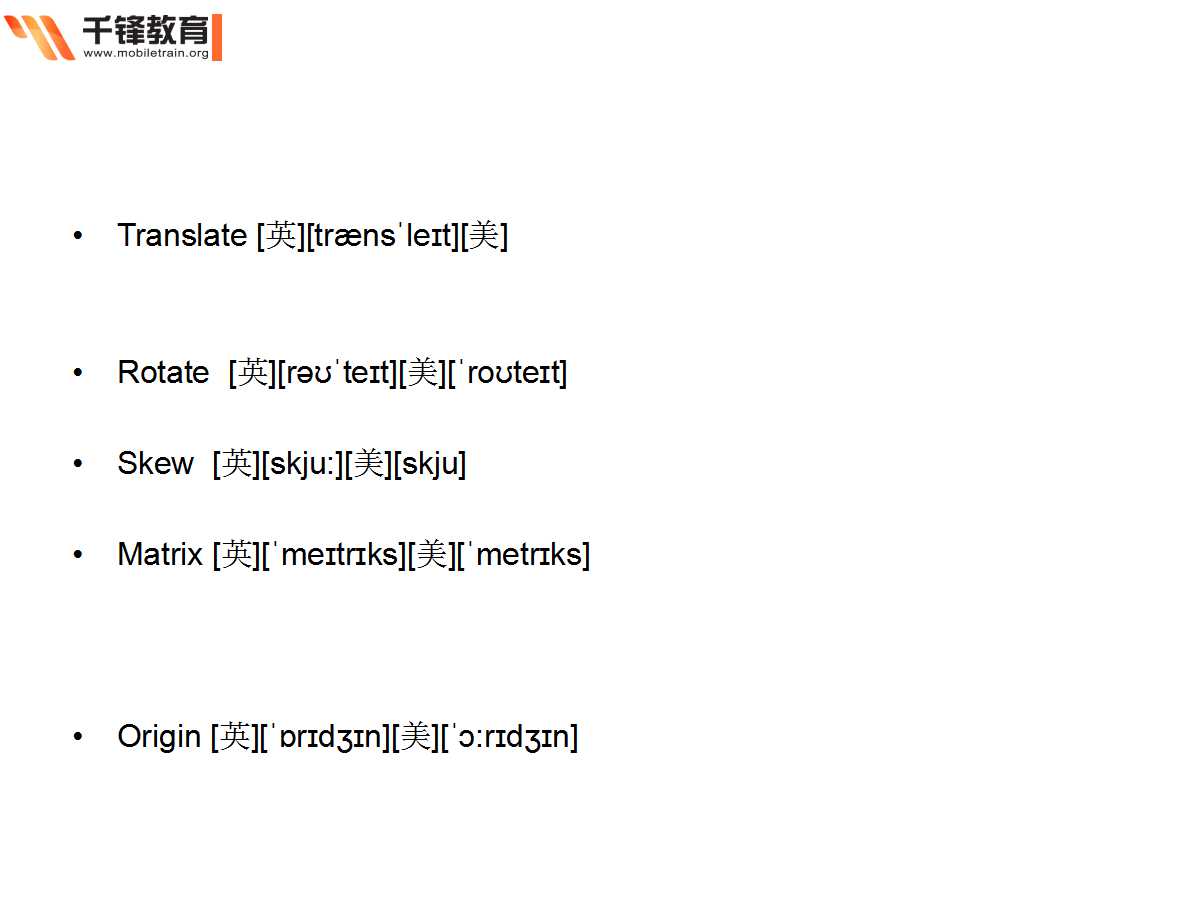 千锋教育
www.mobiletrain.org
• Translate [英][trænsˈleɪt][美]
• Rotate [英][rəʊˈteɪt][美][ˈroʊteɪt]
• Skew [英][skju:][美][skju]
• Matrix [英][ˈmeɪtrɪks][美][ˈmetrɪks]
• Origin [英][ˈɒrɪdʒɪn][美][ˈɔ:rɪdʒɪn]